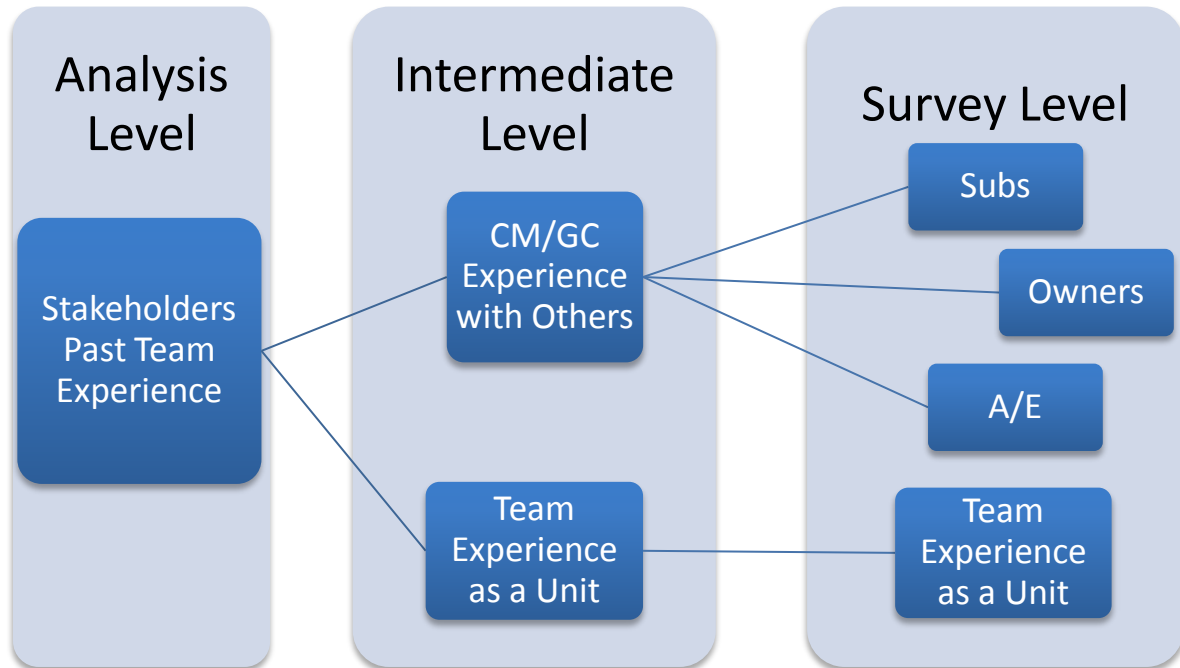 Analysis
Level
Stakeholders
Past Team
Experience
Intermediate
Level
CM/GC
Experience
with Others
Team
Experience
as a Unit
Survey Level
Subs
Owners
A/E
Team
Experience
as a Unit